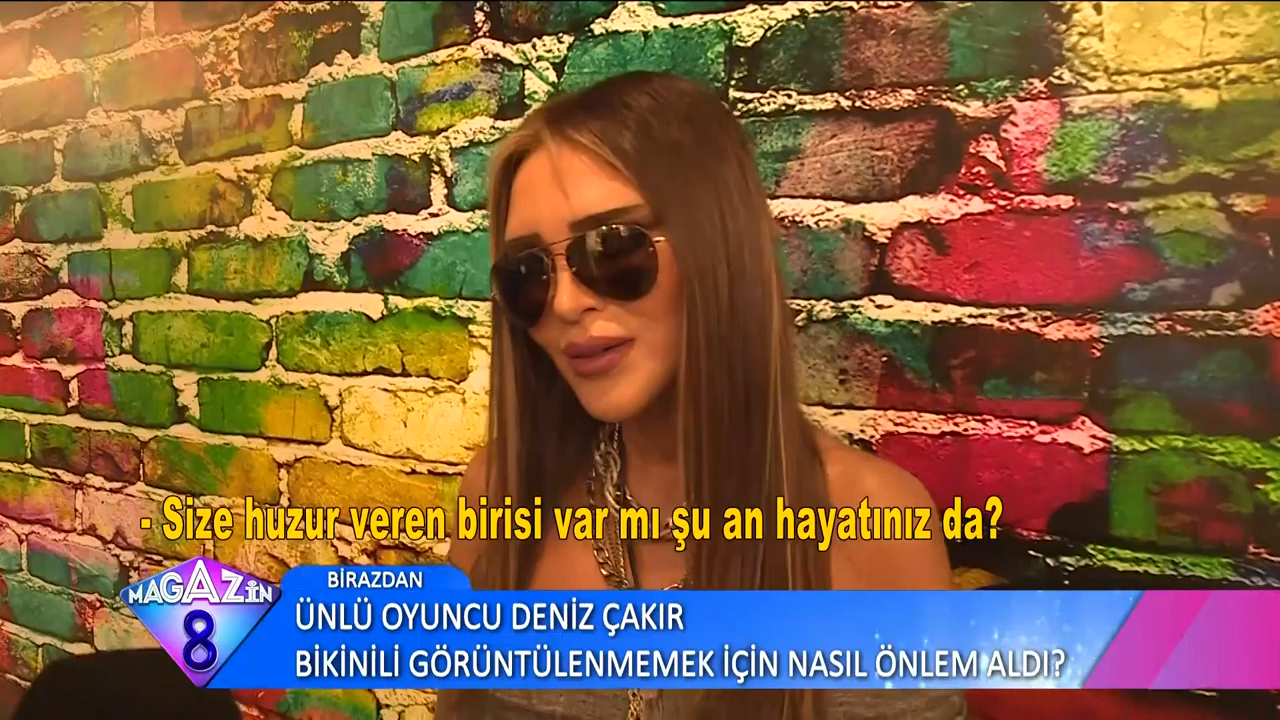 - Size huzur veren birisi var mı şu an hayatınız da?
MAGAZİN
8
BİRAZDAN
ÜNLÜ OYUNCU DENİZ ÇAKIR
BİKİNİLİ GÖRÜNTÜLENMEMEK İÇİN NASIL ÖNLEM ALDI?